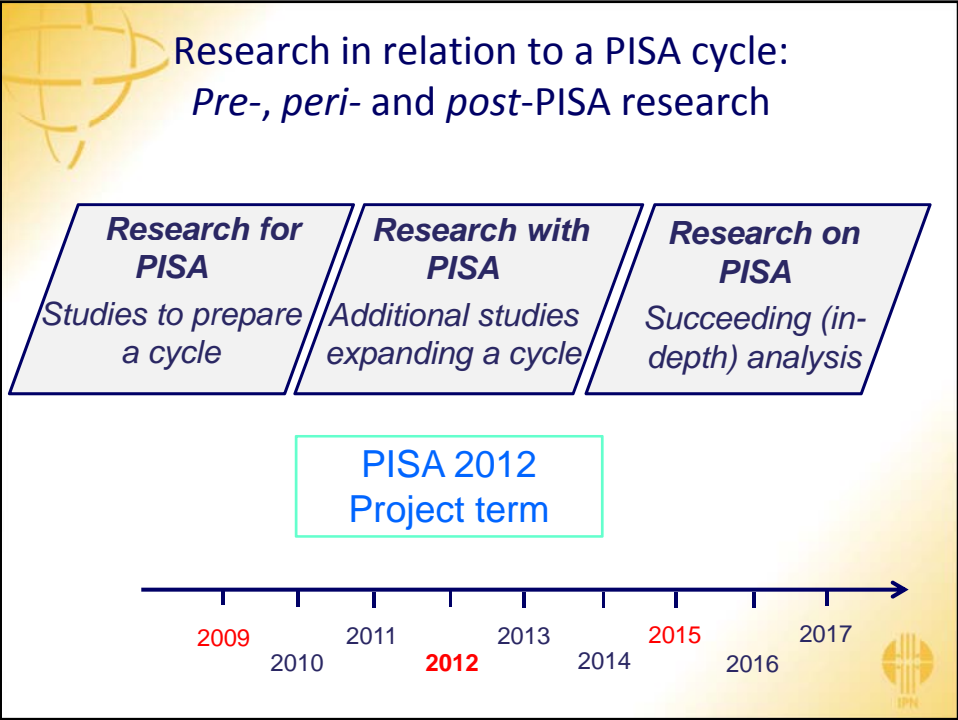 Research in relation to a PISA cycle:
Pre-, peri- and post-PISA research
Research for
PISA
Studies to prepare
a cycle
Research with
PISA
Additional studies
expanding a cycle
Research on
PISA
Succeeding (in-
depth) analysis
PISA 2012
Project term
2009
2010
2011
2012
2013
2014
2015
2016
2017
IPN